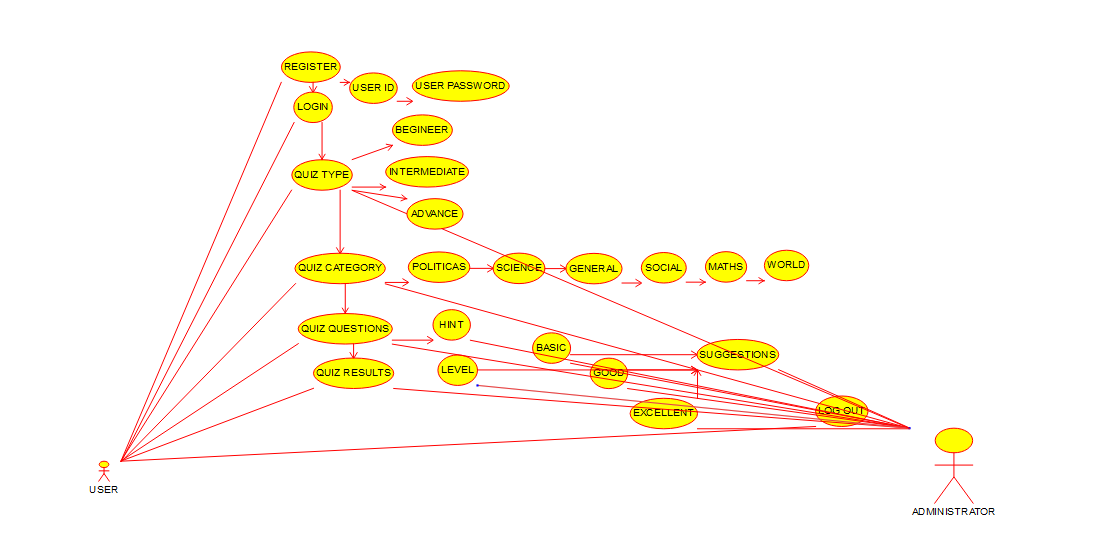 REGISTER
USER ID
USER PASSWORD
LOGIN
BEGINEER
QUIZ TYPE
INTERMEDIATE
ADVANCE
QUIZ CATEGORY
POLITICAS
SCIENCE
GENERAL
SOCIAL
MATHS
WORLD
QUIZ QUESTIONS
HINT
BASIC
SUGGESTIONS
QUIZ RESULTS
LEVEL
GOOD
EXCELLENT
LOG OUT
USER
ADMINISTRATOR